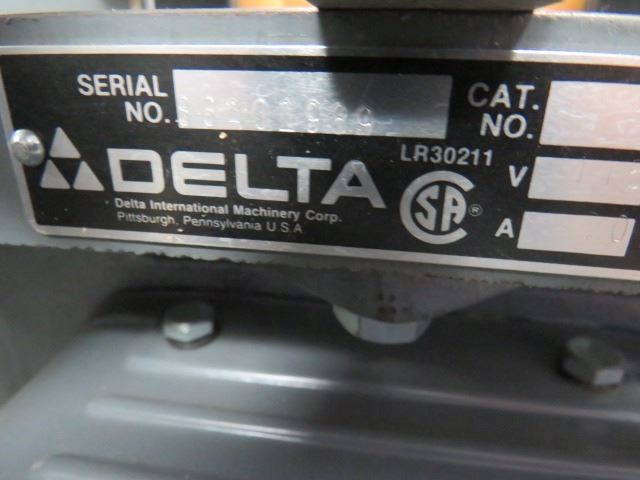 SERIAL NO.
CAT. NO.
DELTA
LR30211
V
Delta International Machinery Corp.
Pittsburgh, Pennsylvania U.S.A
SA®
A